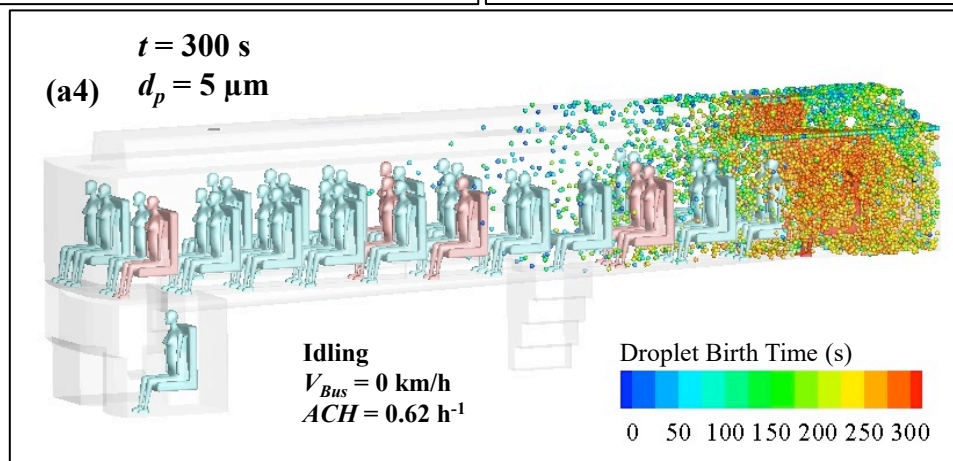 t = 300 s
(a4)
d_p = 5 µm
Idling
V_Bus = 0 km/h
ACH = 0.62 h⁻¹
Droplet Birth Time (s)
0 50 100 150 200 250 300